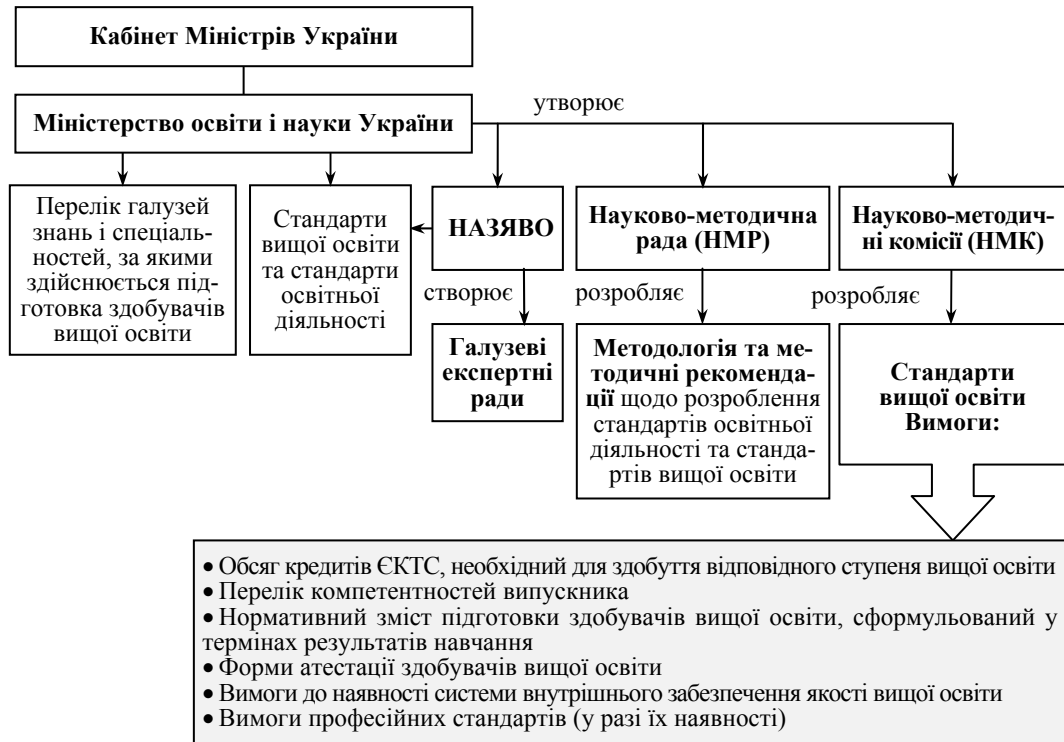 Кабінет Міністрів України
Міністерство освіти і науки України
утворює
Перелік галузей
знань і спеціаль-
ностей, за якими
здійснюється під-
готовка здобувачів
вищої освіти
Стандарти
вищої освіти
та стандарти
освітньої
діяльності
НАЗЯВО
Науково-методична
рада (НМР)
Науково-методич-
ні комісії (НМК)
створює
розробляє
розробляє
Галузеві
експертні
ради
Методологія та ме-
тодичні рекоменда-
ції щодо розроблення
стандартів освітньої
діяльності та станда-
ртів вищої освіти
Стандарти
вищої освіти
Вимоги:
• Обсяг кредитів ЄКТС, необхідний для здобуття відповідного ступеня вищої освіти
• Перелік компетентностей випускника
• Нормативний зміст підготовки здобувачів вищої освіти, сформульований у
термінах результатів навчання
• Форми атестації здобувачів вищої освіти
• Вимоги до наявності системи внутрішнього забезпечення якості вищої освіти
• Вимоги професійних стандартів (у разі їх наявності)